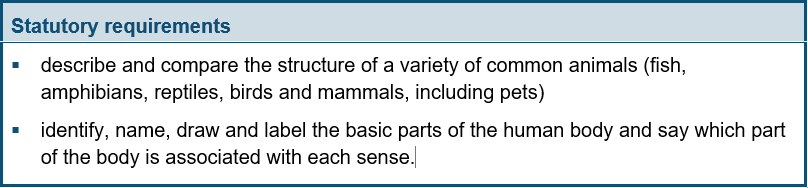 Statutory requirements
▪ describe and compare the structure of a variety of common animals (fish,
amphibians, reptiles, birds and mammals, including pets)
▪ identify, name, draw and label the basic parts of the human body and say which part
of the body is associated with each sense.